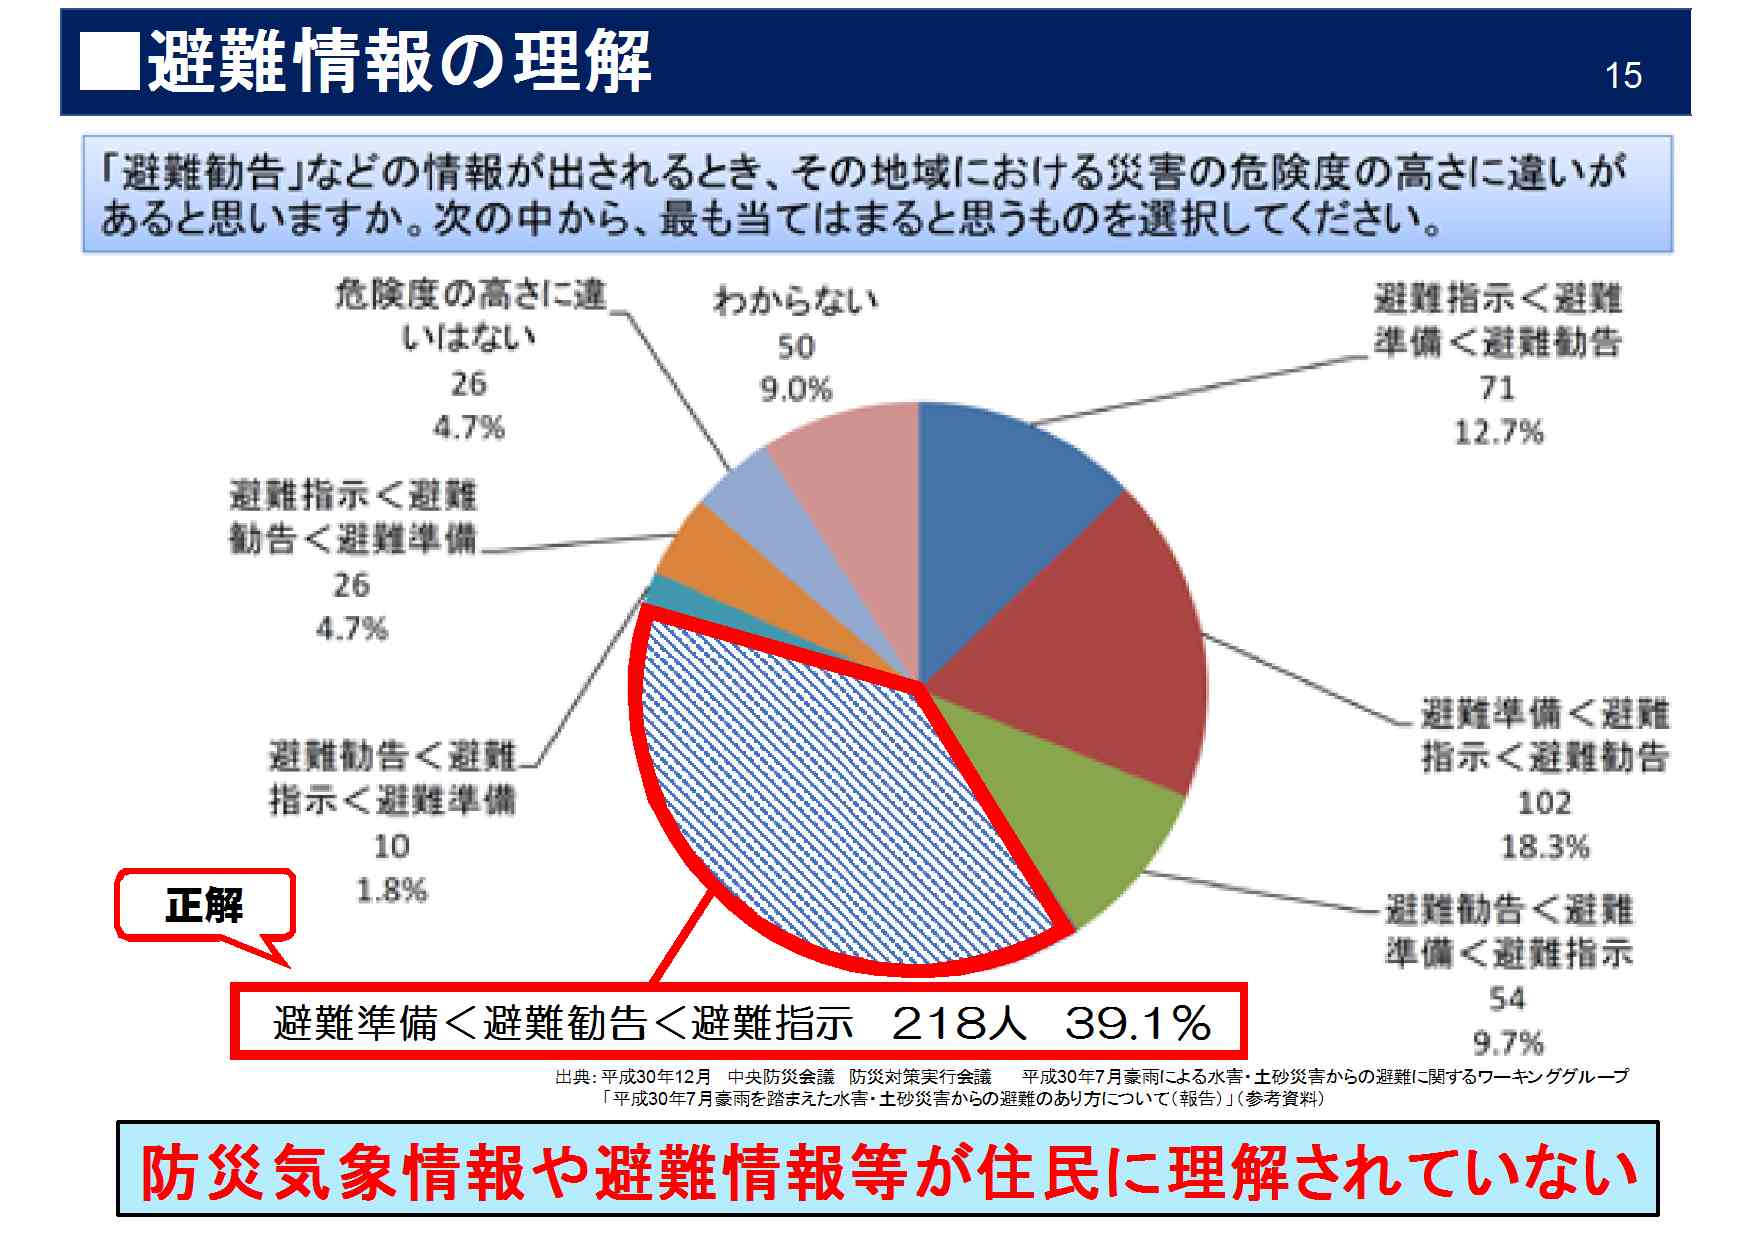 ■避難情報の理解
15
「避難勧告」などの情報が出されるとき、その地域における災害の危険度の高さに違いが
あると思いますか。次の中から、最も当てはまると思うものを選択してください。
危険度の高さに違
いはない
26
4.7%
わからない
50
9.0%
避難指示＜避難
準備＜避難勧告
71
12.7%
避難指示＜避難
勧告＜避難準備
26
4.7%
避難準備＜避難
指示＜避難勧告
102
18.3%
避難勧告＜避難
指示＜避難準備
10
1.8%
避難勧告＜避難
準備＜避難指示
54
9.7%
正解
避難準備＜避難勧告＜避難指示　２１８人　３９.１％
出典：平成30年12月　中央防災会議　防災対策実行会議　　平成30年7月豪雨による水害・土砂災害からの避難に関するワーキンググループ
「平成30年7月豪雨を踏まえた水害・土砂災害からの避難のあり方について（報告）」（参考資料）
防災気象情報や避難情報等が住民に理解されていない